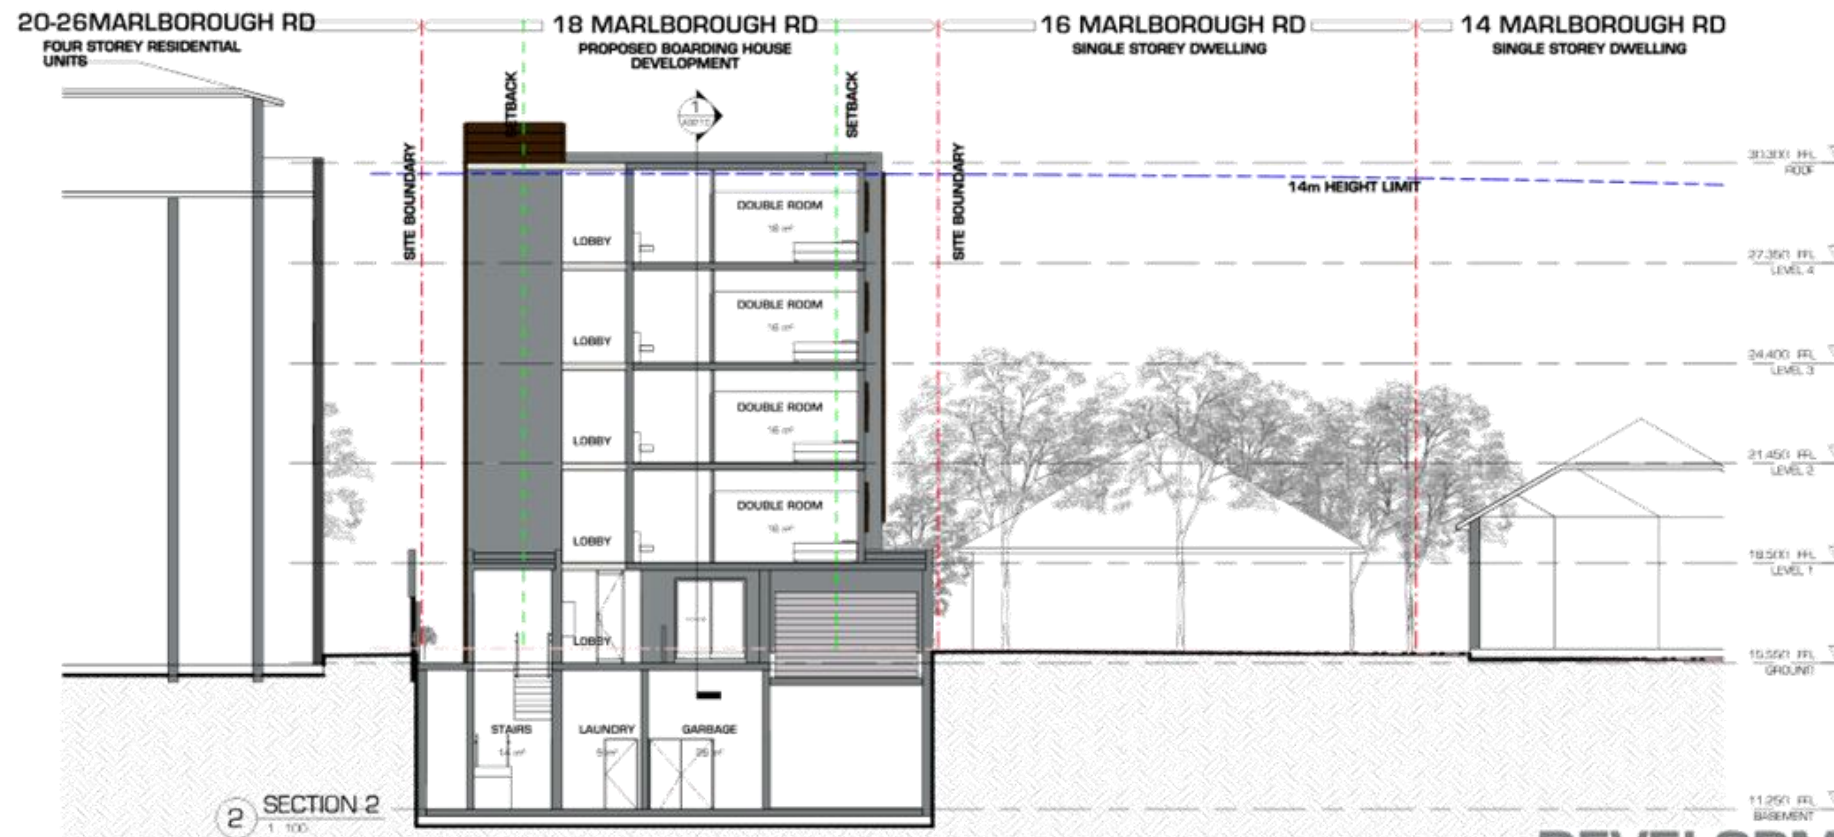 20-26MARLBOROUGH RD
FOUR STOREY RESIDENTIAL
UNITS
18 MARLBOROUGH RD
PROPOSED BOARDING HOUSE
DEVELOPMENT
16 MARLBOROUGH RD
SINGLE STOREY DWELLING
14 MARLBOROUGH RD
SINGLE STOREY DWELLING
SETBACK
SETBACK
1
SITE BOUNDARY
SITE BOUNDARY
30.300 FFL
ROOF
14m HEIGHT LIMIT
DOUBLE ROOM
LOBBY
27.350 FFL
LEVEL 4
DOUBLE ROOM
16 m²
LOBBY
24.400 FFL
LEVEL 3
DOUBLE ROOM
16 m²
LOBBY
21.450 FFL
LEVEL 2
DOUBLE ROOM
LOBBY
18.500 FFL
LEVEL 1
LOBBY
15.550 FFL
GROUND
STAIRS
LAUNDRY
GARBAGE
2
SECTION 2
1 : 100
11.250 FFL
BASEMENT